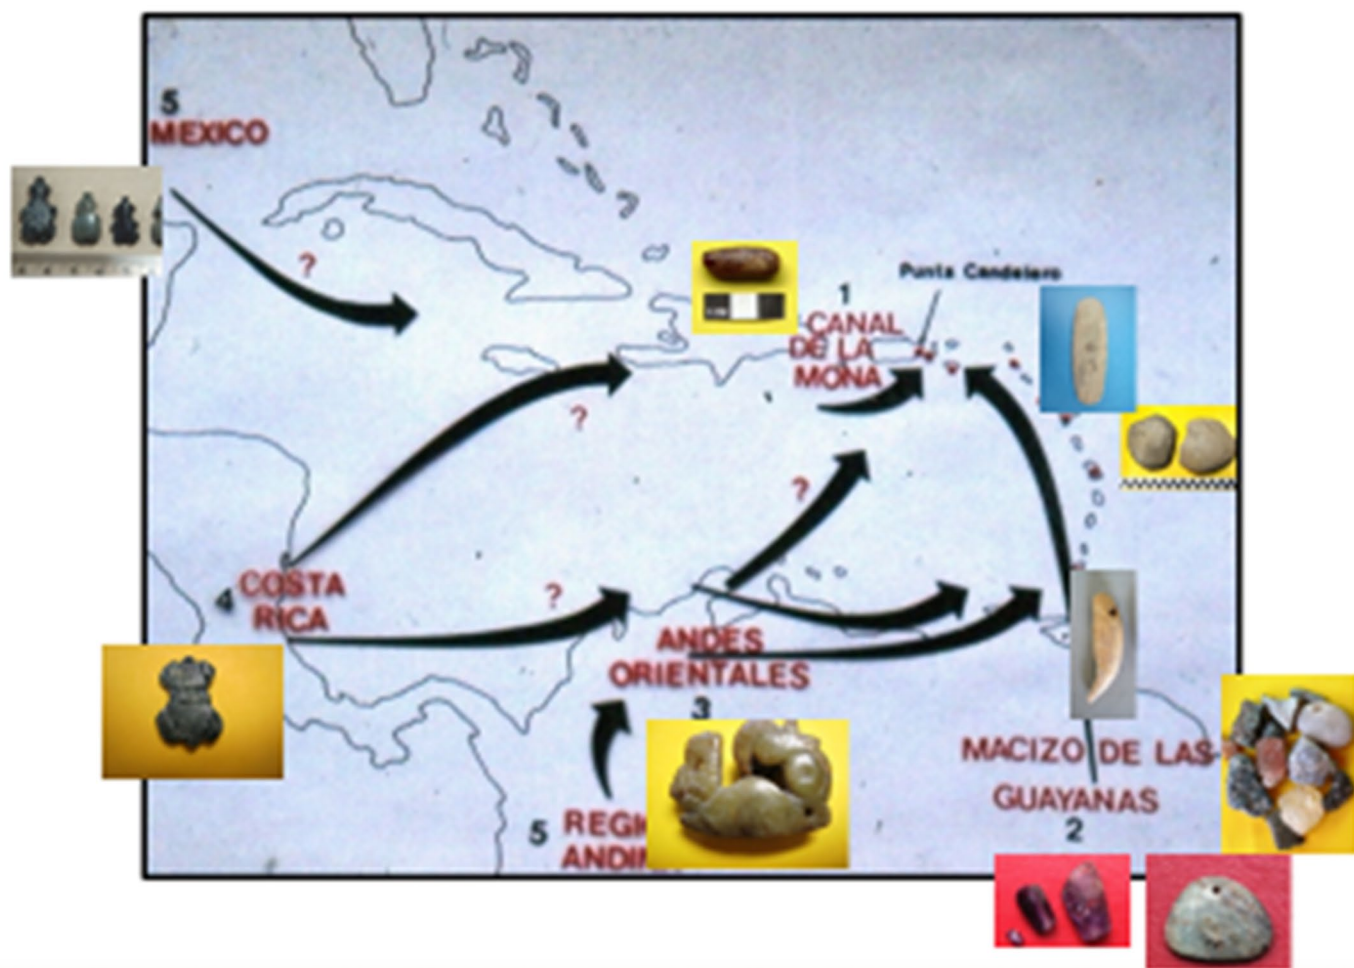 5
MEXICO
?
Punta Candelero
1
CANAL
DE LA
MONA
?
?
4
COSTA
RICA
?
ANDES
ORIENTALES
3
MACIZO DE LAS
GUAYANAS
2
5
REGI
ANDI